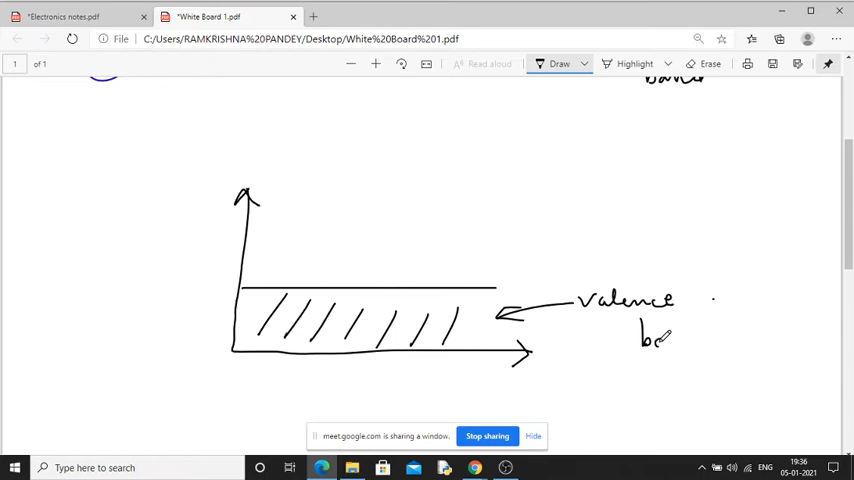 *Electronics notes.pdf
*White Board 1.pdf
File
C:/Users/RAMKRISHNA%20PANDEY/Desktop/White%20Board%201.pdf
1 of 1
Read aloud
Draw
Highlight
Erase
valence
ba
meet.google.com is sharing a window.
Stop sharing
Hide
Type here to search
ENG
19:36
05-01-2021